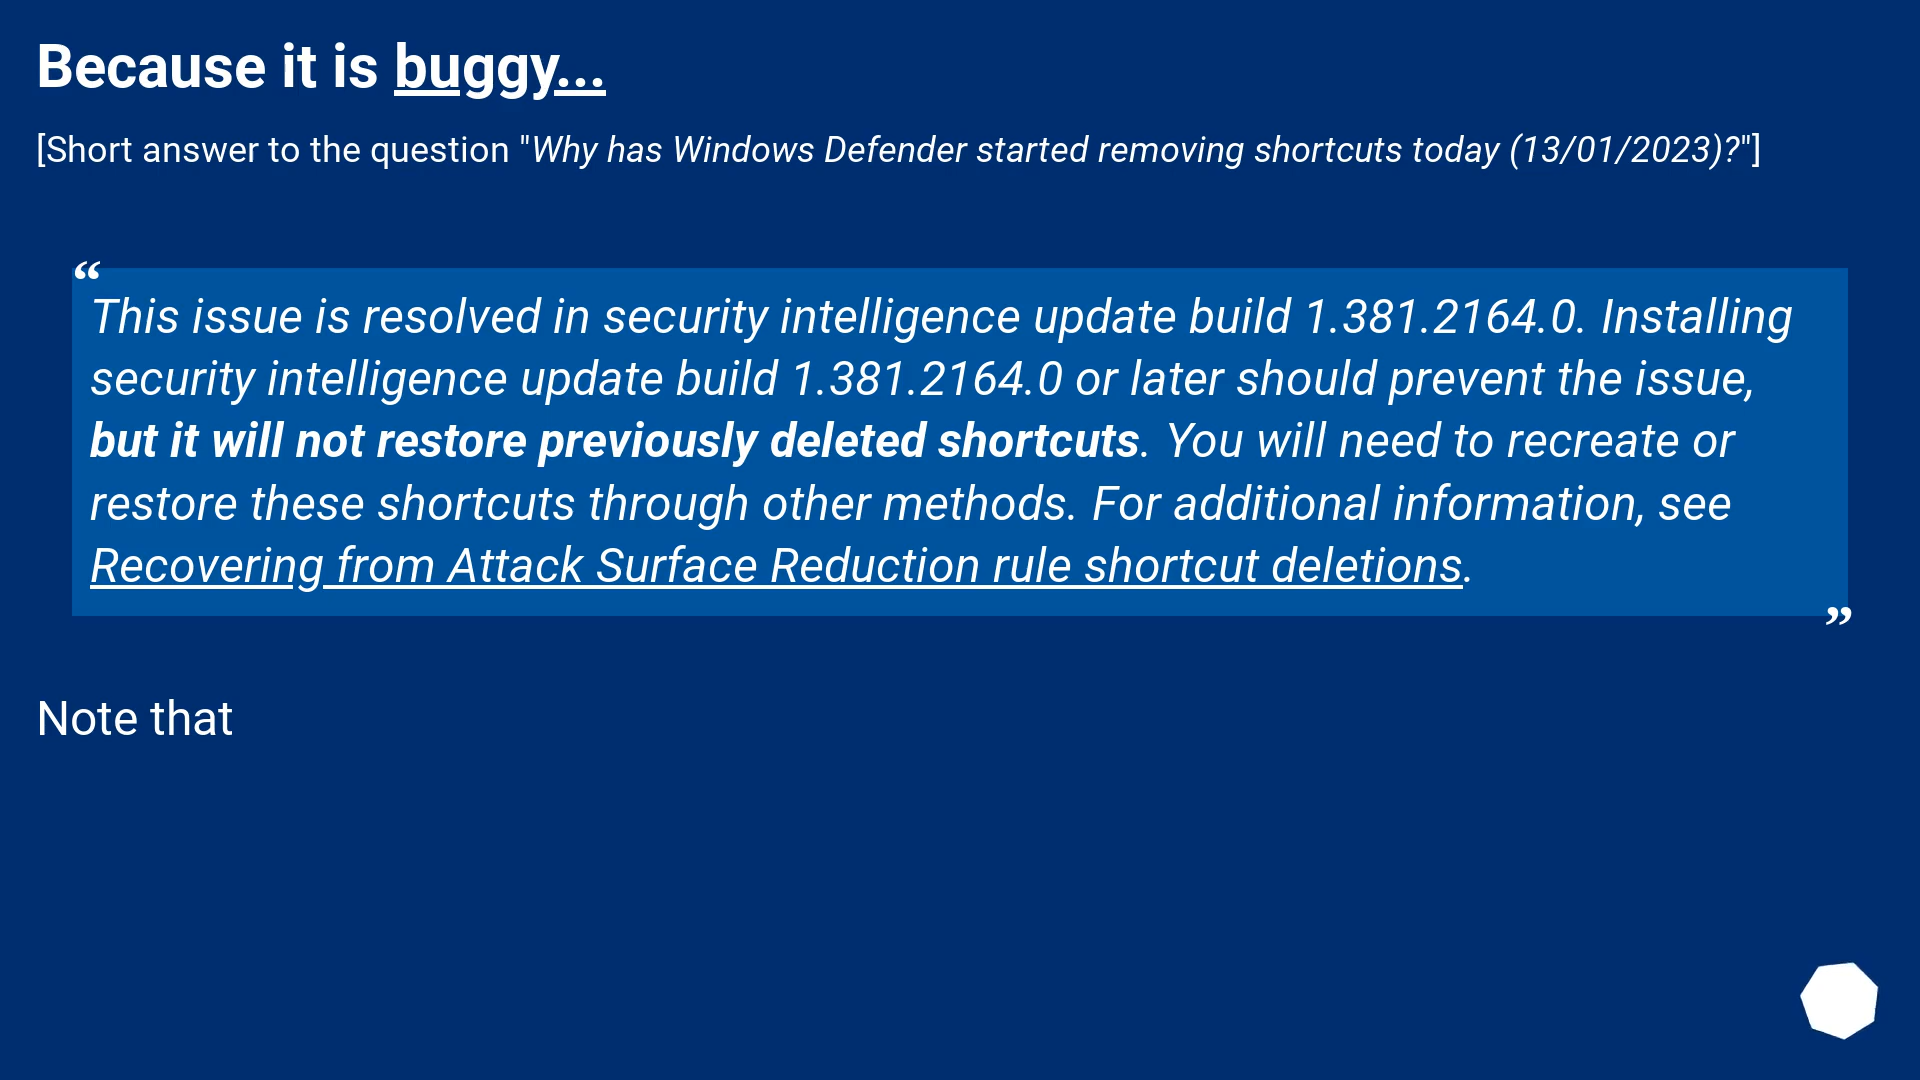 Because it is buggy...
[Short answer to the question "Why has Windows Defender started removing shortcuts today (13/01/2023)?"]
“
This issue is resolved in security intelligence update build 1.381.2164.0. Installing
security intelligence update build 1.381.2164.0 or later should prevent the issue,
but it will not restore previously deleted shortcuts. You will need to recreate or
restore these shortcuts through other methods. For additional information, see
Recovering from Attack Surface Reduction rule shortcut deletions.
”
Note that